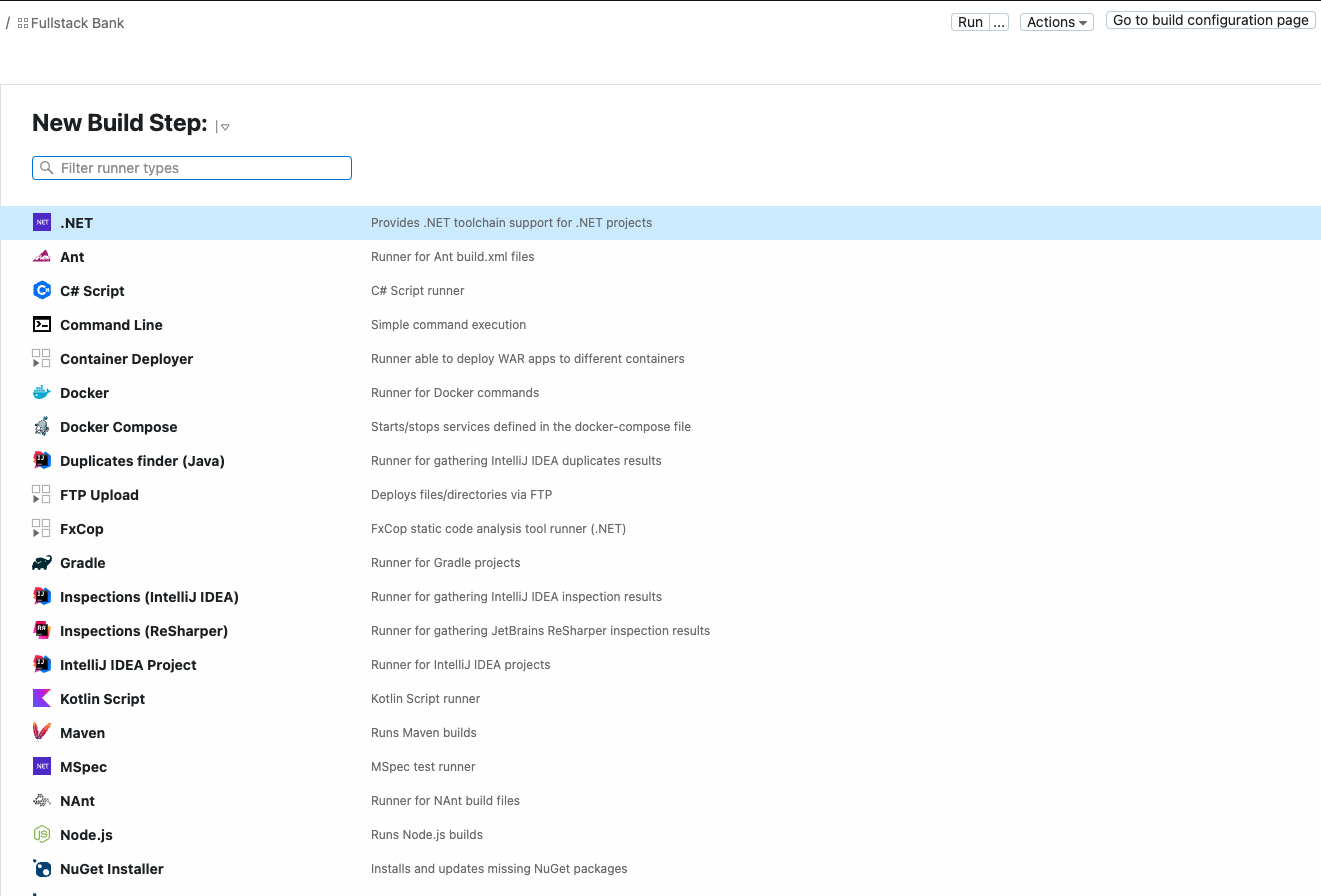 / Fullstack Bank Run ... Actions Go to build configuration page
New Build Step:
Filter runner types
.NET Provides .NET toolchain support for .NET projects
Ant Runner for Ant build.xml files
C# Script C# Script runner
Command Line Simple command execution
Container Deployer Runner able to deploy WAR apps to different containers
Docker Runner for Docker commands
Docker Compose Starts/stops services defined in the docker-compose file
Duplicates finder (Java) Runner for gathering IntelliJ IDEA duplicates results
FTP Upload Deploys files/directories via FTP
FxCop FxCop static code analysis tool runner (.NET)
Gradle Runner for Gradle projects
Inspections (IntelliJ IDEA) Runner for gathering IntelliJ IDEA inspection results
Inspections (ReSharper) Runner for gathering JetBrains ReSharper inspection results
IntelliJ IDEA Project Runner for IntelliJ IDEA projects
Kotlin Script Kotlin Script runner
Maven Runs Maven builds
MSpec MSpec test runner
NAnt Runner for NAnt build files
Node.js Runs Node.js builds
NuGet Installer Installs and updates missing NuGet packages